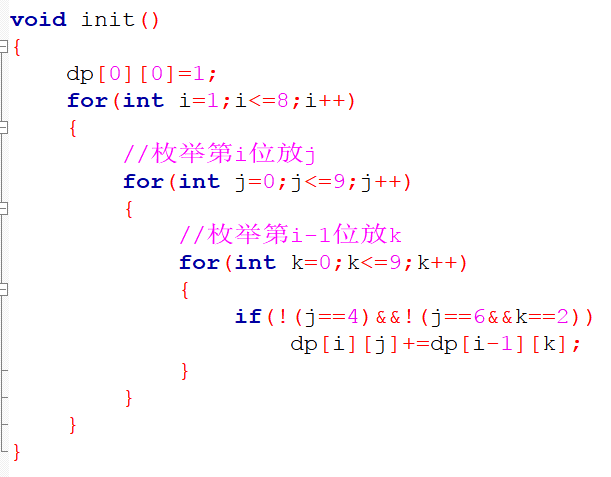 void init()
{
    dp[0][0]=1;
    for(int i=1;i<=8;i++)
    {
        //枚举第i位放j
        for(int j=0;j<=9;j++)
        {
            //枚举第i-1位放k
            for(int k=0;k<=9;k++)
            {
                if(!(j==4)&&!(j==6&&k==2))
                    dp[i][j]+=dp[i-1][k];
            }
        }
    }
}